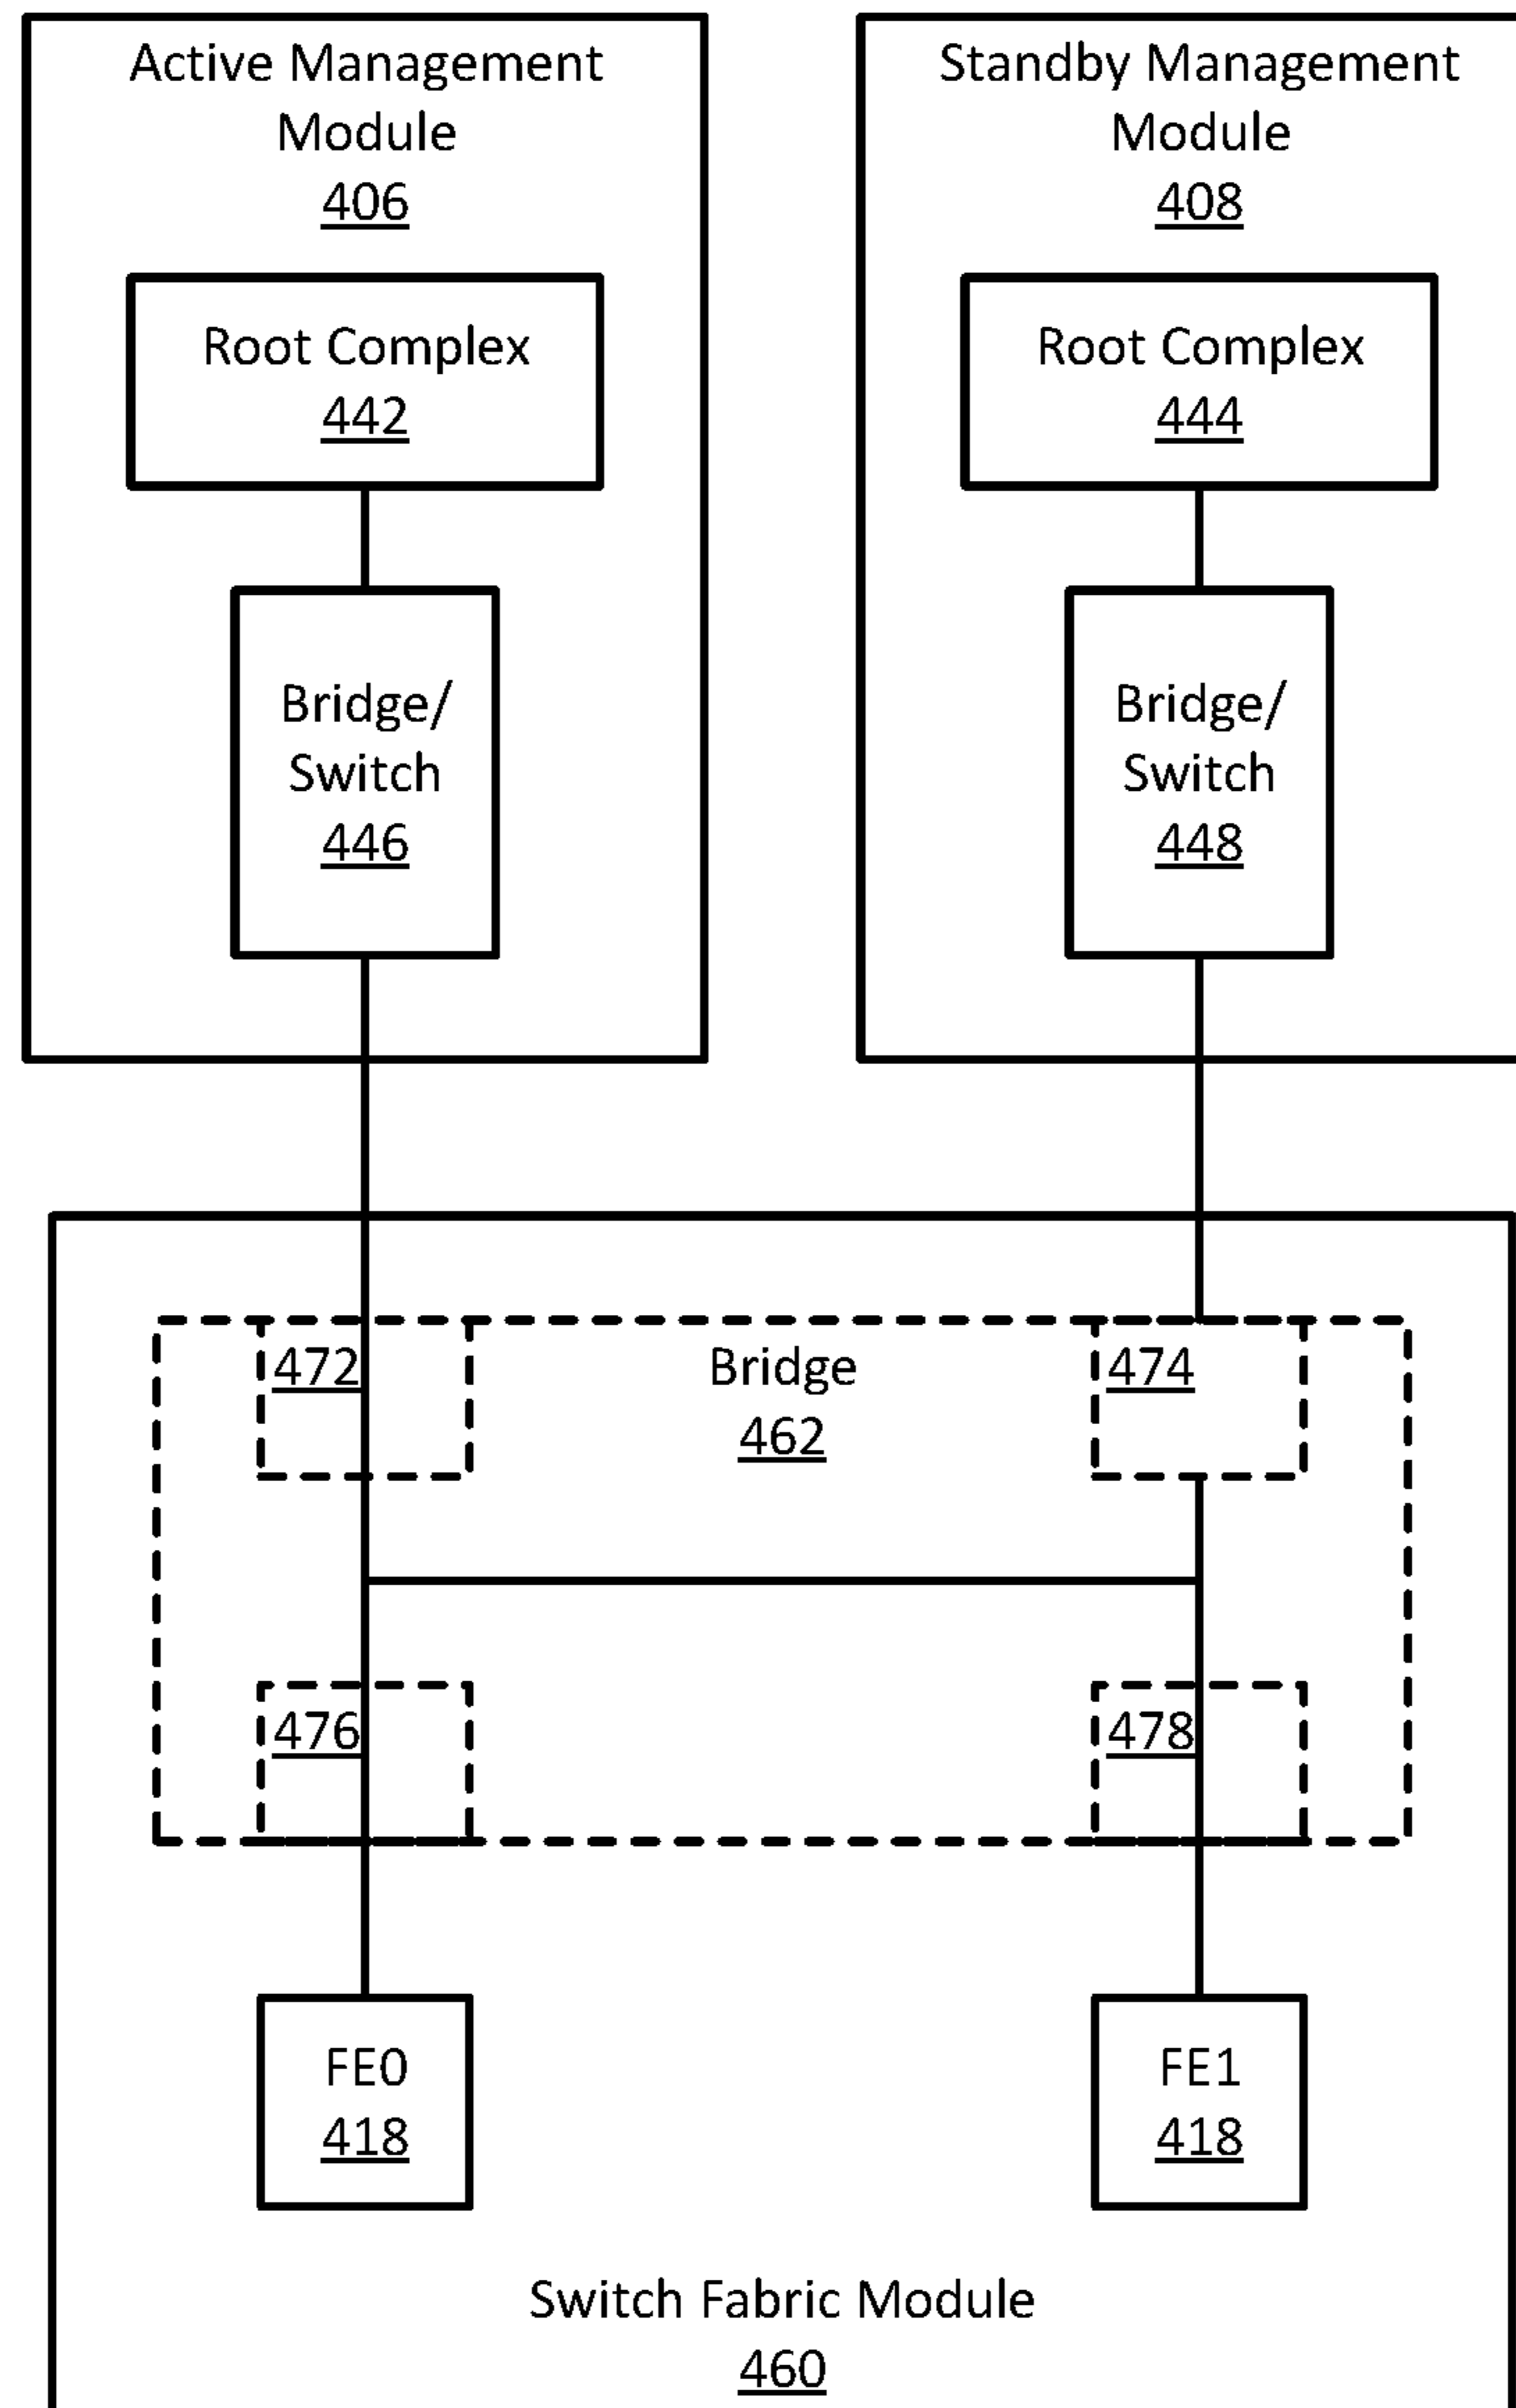 Active Management
Module
406
Root Complex
442
Bridge/
Switch
446
Standby Management
Module
408
Root Complex
444
Bridge/
Switch
448
472
Bridge
462
474
476
478
FE0
418
FE1
418
Switch Fabric Module
460